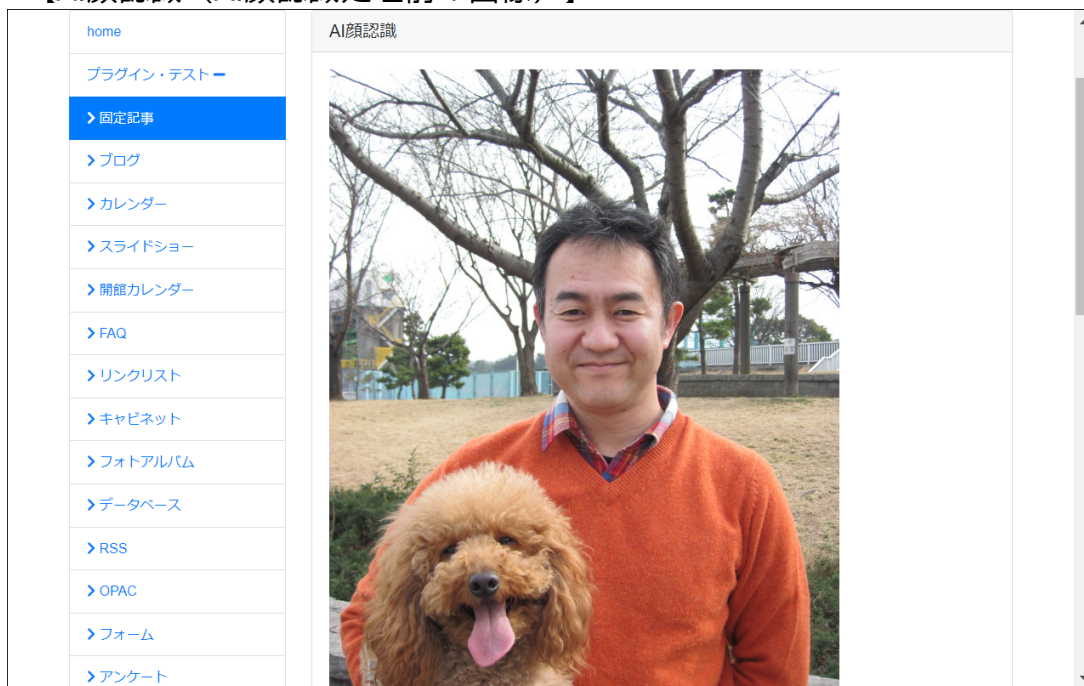 home
プラグイン・テスト
固定記事
ブログ
カレンダー
スライドショー
開館カレンダー
FAQ
リンクリスト
キャビネット
フォトアルバム
データベース
RSS
OPAC
フォーム
アンケート
AI顔認識